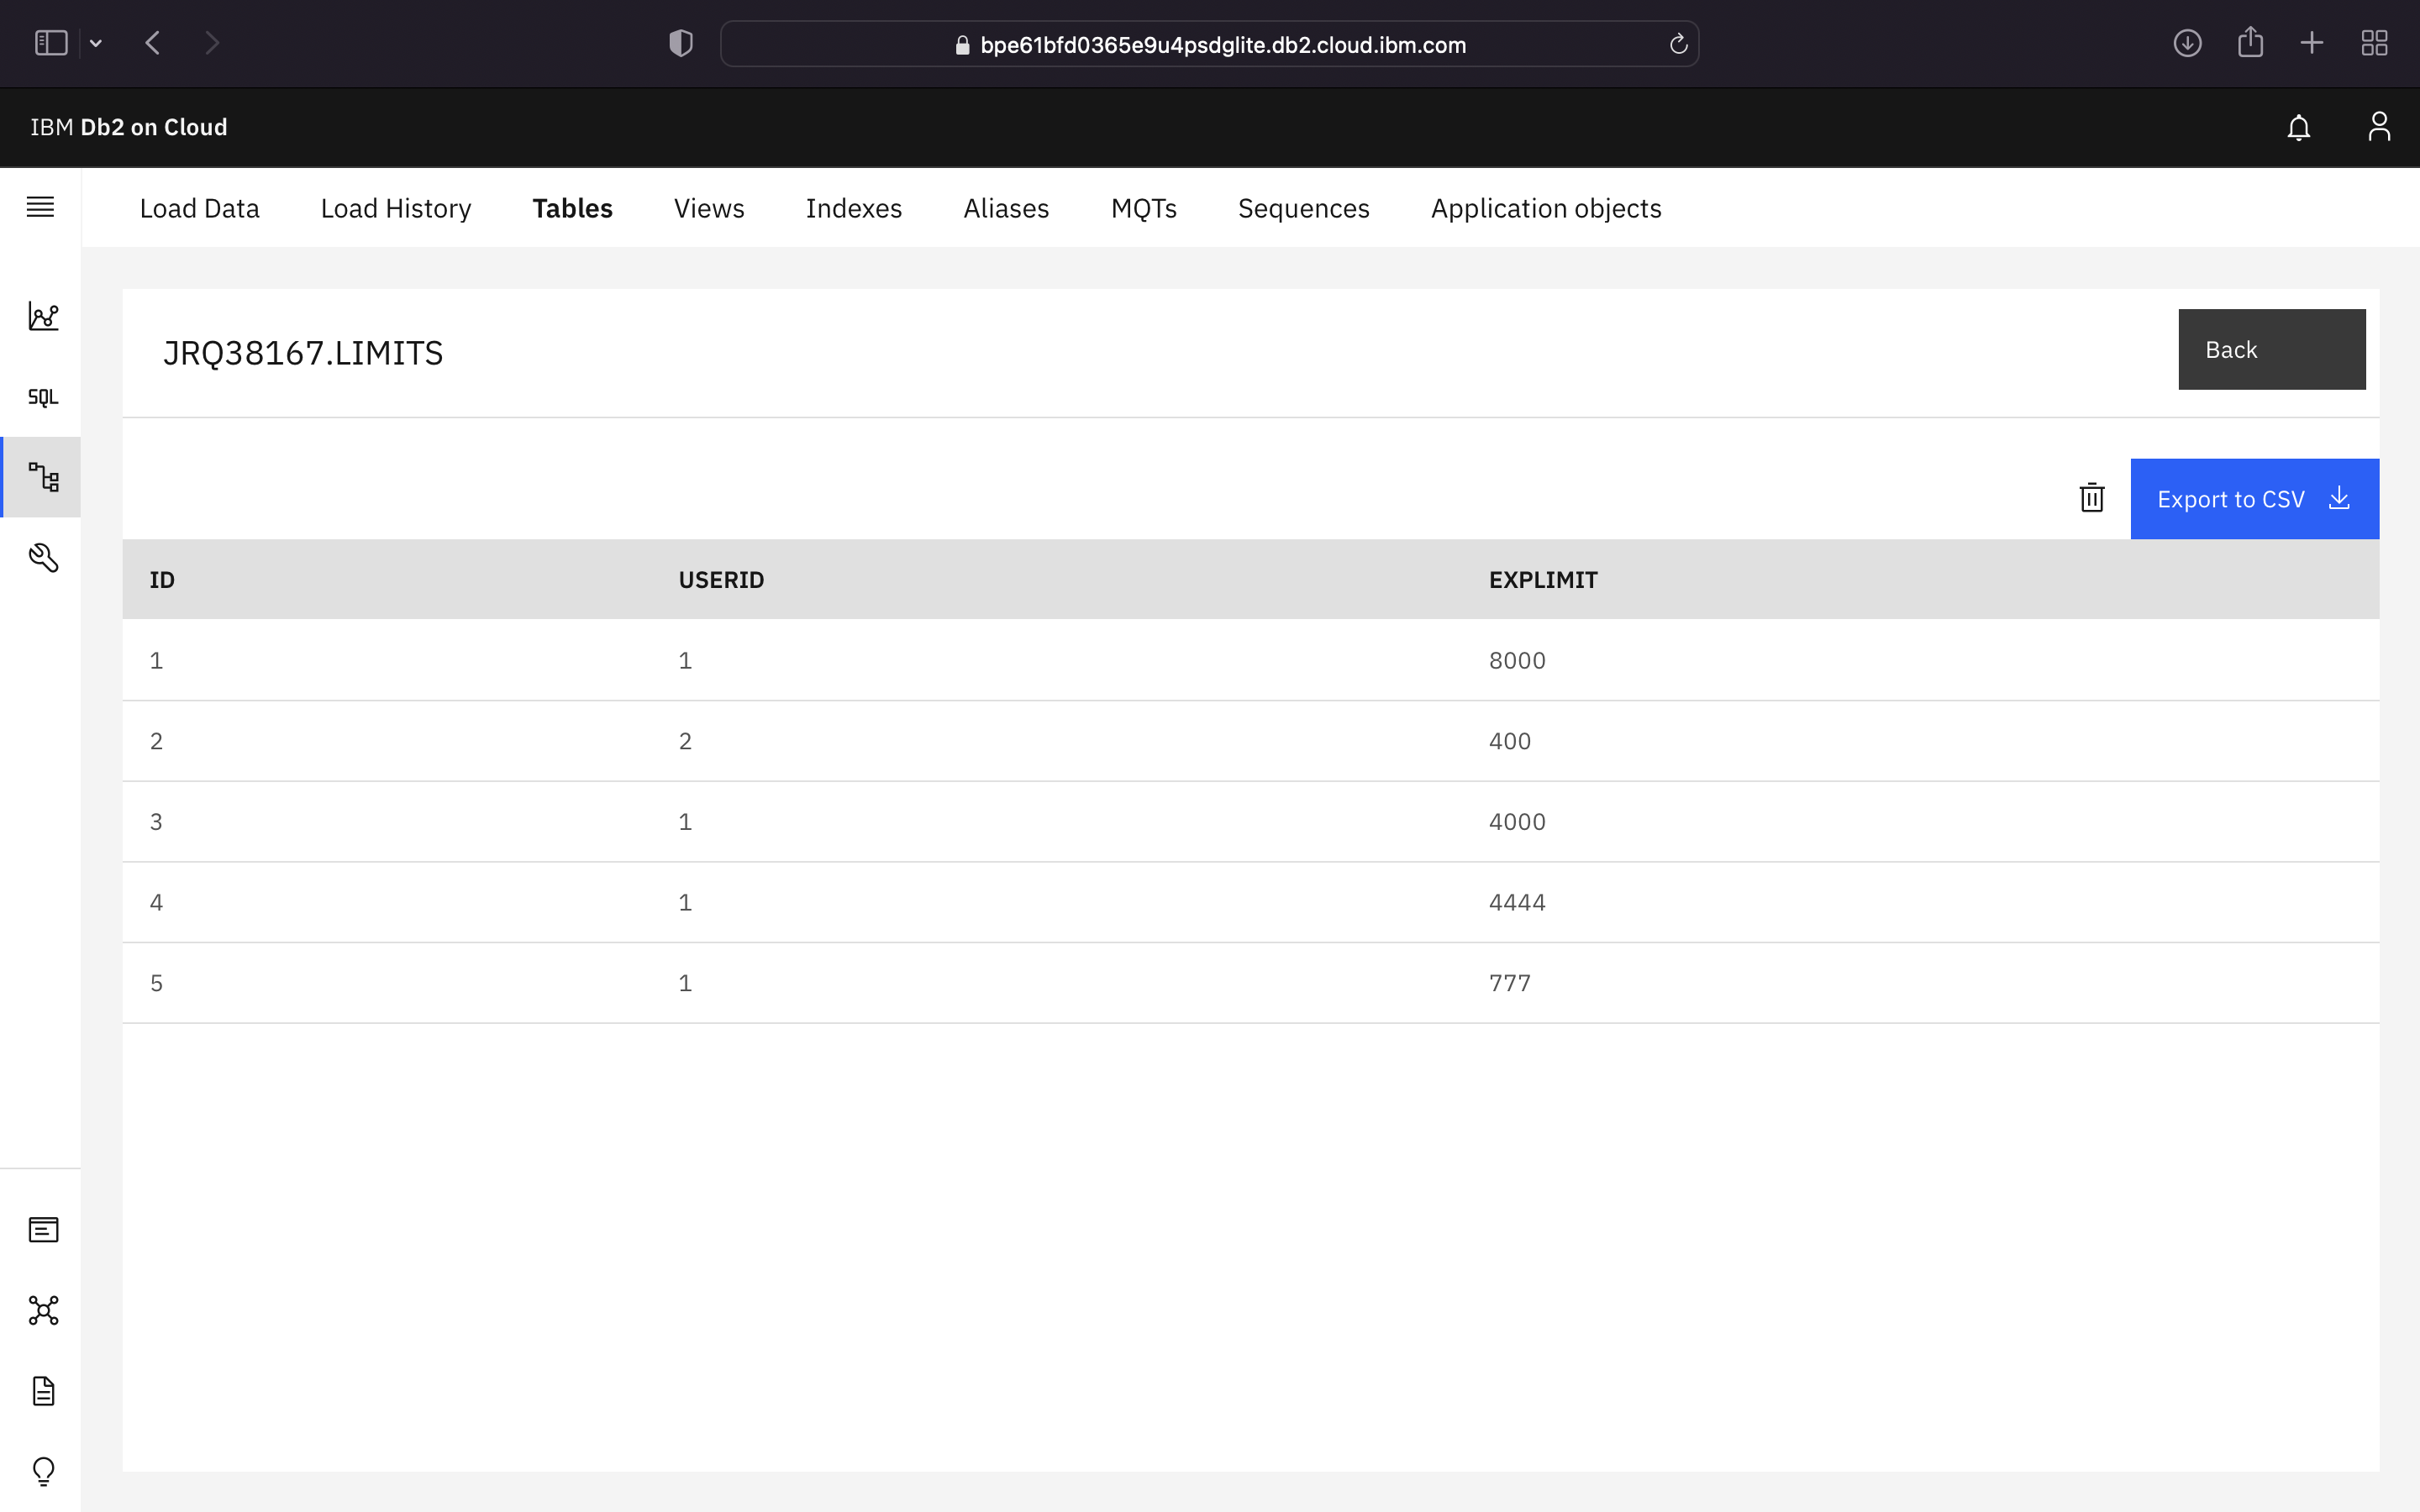 bpe61bfd0365e9u4psdglite.db2.cloud.ibm.com
IBM Db2 on Cloud
Load Data Load History Tables Views Indexes Aliases MQTs Sequences Application objects
SQL
JRQ38167.LIMITS
Back
Export to CSV
ID USERID EXPLIMIT
1 1 8000
2 2 400
3 1 4000
4 1 4444
5 1 777